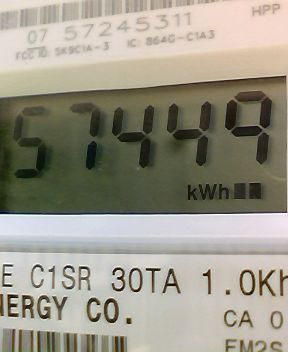 HPP
07 57245311
FCC ID: SK9C1A-3 IC: 864G-C1A3
57449
kWh
E C1SR 30TA 1.0Kh
NERGY CO.
CA 0
EM2S